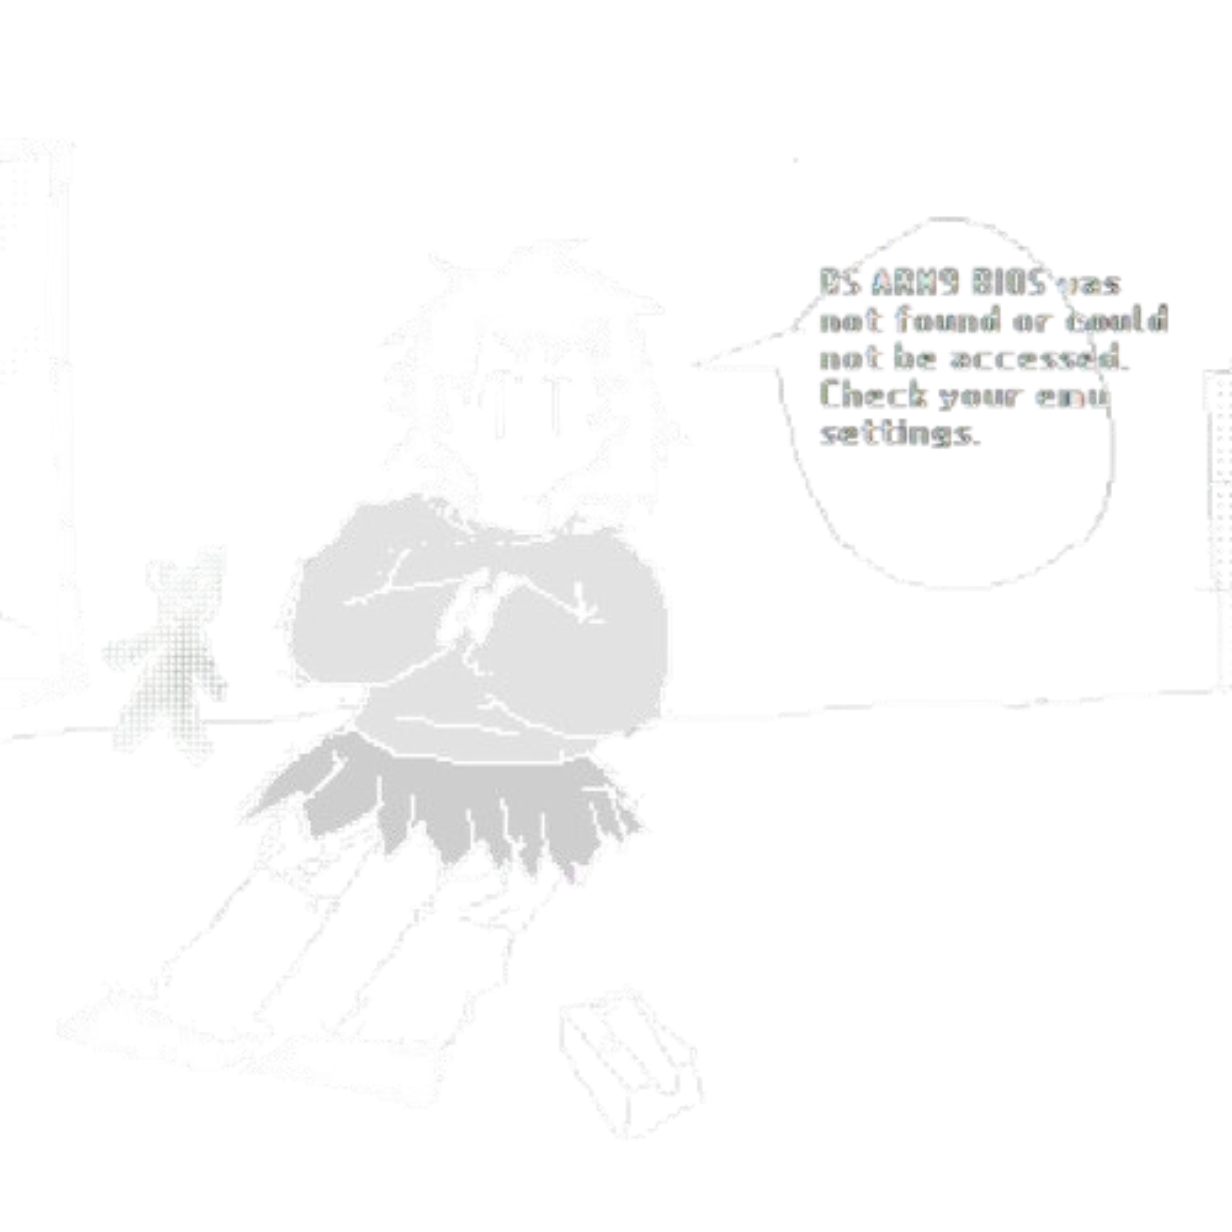 DS ARM9 BIOS was
not found or could
not be accessed.
Check your emu
settings.